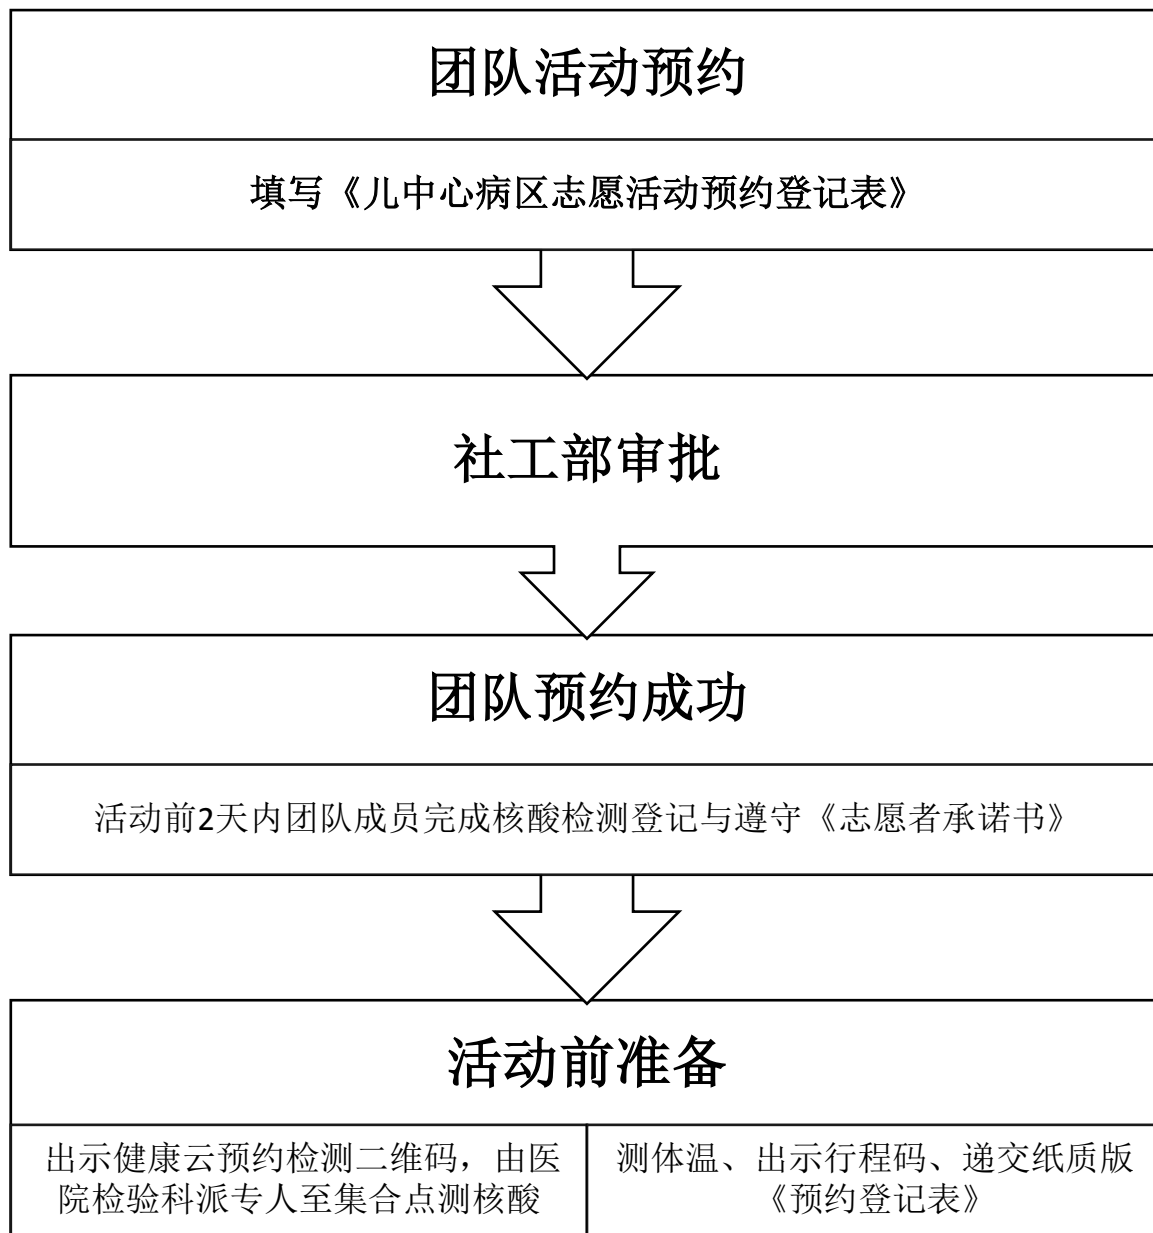 团队活动预约
填写《儿中心病区志愿活动预约登记表》
社工部审批
团队预约成功
活动前2天内团队成员完成核酸检测登记与遵守《志愿者承诺书》
活动前准备
出示健康云预约检测二维码，由医
院检验科派专人至集合点测核酸
测体温、出示行程码、递交纸质版
《预约登记表》